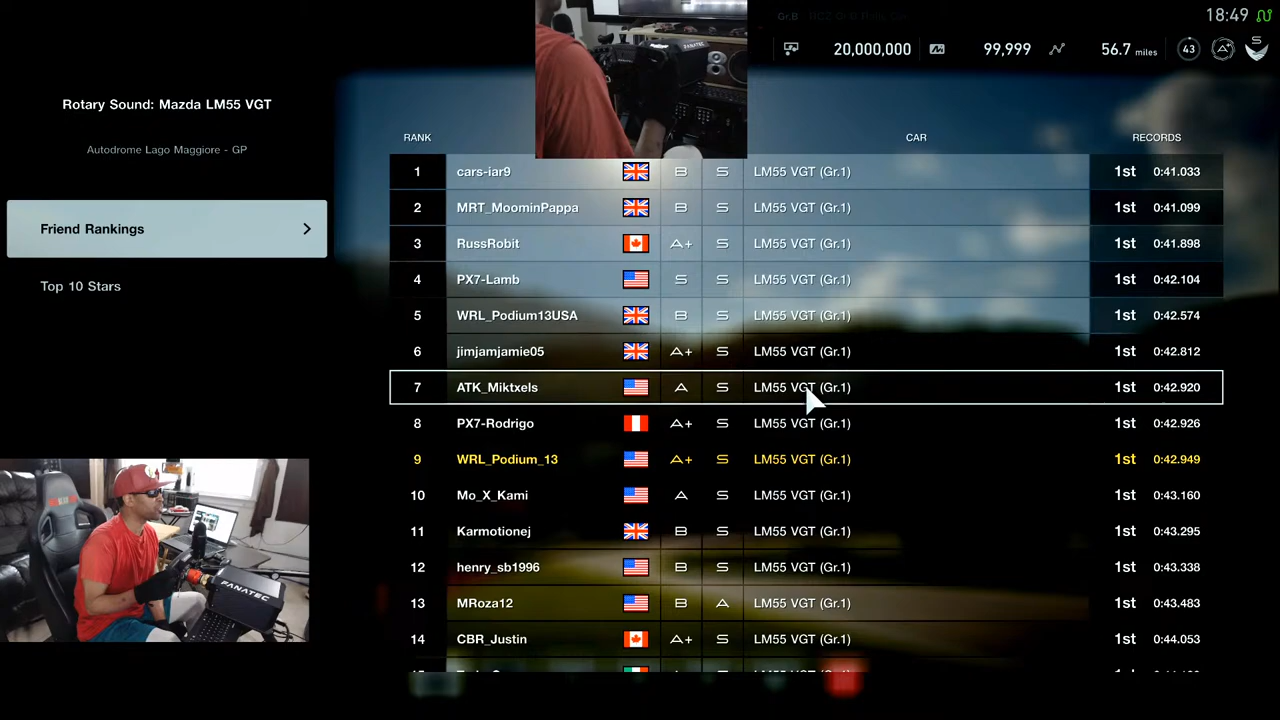 18:49
20,000,000 99,999 56.7 miles 43 A+ S
Rotary Sound: Mazda LM55 VGT
Autodrome Lago Maggiore - GP
Friend Rankings
Top 10 Stars
RANK CAR RECORDS
1 cars-iar9 B S LM55 VGT (Gr.1) 1st 0:41.033
2 MRT_MoominPappa B S LM55 VGT (Gr.1) 1st 0:41.099
3 RussRobit A+ S LM55 VGT (Gr.1) 1st 0:41.898
4 PX7-Lamb S S LM55 VGT (Gr.1) 1st 0:42.104
5 WRL_Podium13USA B S LM55 VGT (Gr.1) 1st 0:42.574
6 jimjamjamie05 A+ S LM55 VGT (Gr.1) 1st 0:42.812
7 ATK_Miktxels A S LM55 VGT (Gr.1) 1st 0:42.920
8 PX7-Rodrigo A+ S LM55 VGT (Gr.1) 1st 0:42.926
9 WRL_Podium_13 A+ S LM55 VGT (Gr.1) 1st 0:42.949
10 Mo_X_Kami A S LM55 VGT (Gr.1) 1st 0:43.160
11 Karmotionej B S LM55 VGT (Gr.1) 1st 0:43.295
12 henry_sb1996 B S LM55 VGT (Gr.1) 1st 0:43.338
13 MRoza12 B A LM55 VGT (Gr.1) 1st 0:43.483
14 CBR_Justin A+ S LM55 VGT (Gr.1) 1st 0:44.053
FANATEC
FANATEC